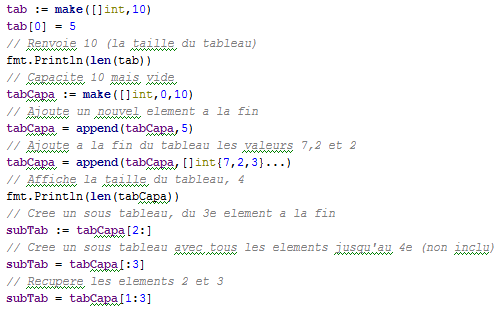 tab := make([]int,10)
tab[0] = 5
// Renvoie 10 (la taille du tableau)
fmt.Println(len(tab))
// Capacite 10 mais vide
tabCapa := make([]int,0,10)
// Ajoute un nouvel element a la fin
tabCapa = append(tabCapa,5)
// Ajoute a la fin du tableau les valeurs 7,2 et 2
tabCapa = append(tabCapa,[]int{7,2,3}...)
// Affiche la taille du tableau, 4
fmt.Println(len(tabCapa))
// Cree un sous tableau, du 3e element a la fin
subTab := tabCapa[2:]
// Cree un sous tableau avec tous les elements jusqu'au 4e (non inclu)
subTab = tabCapa[:3]
// Recupere les elements 2 et 3
subTab = tabCapa[1:3]